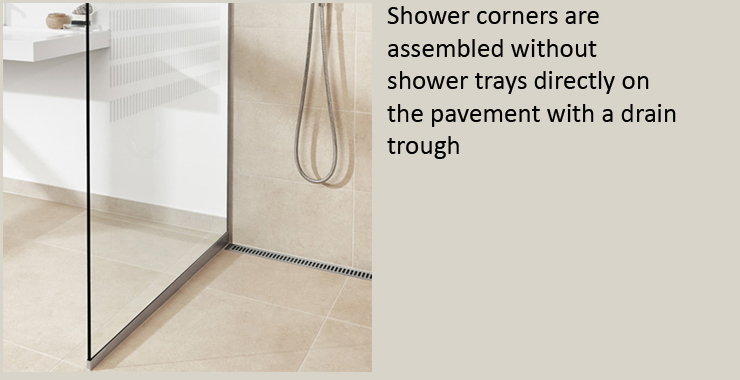 Shower corners are
assembled without
shower trays directly on
the pavement with a drain
trough